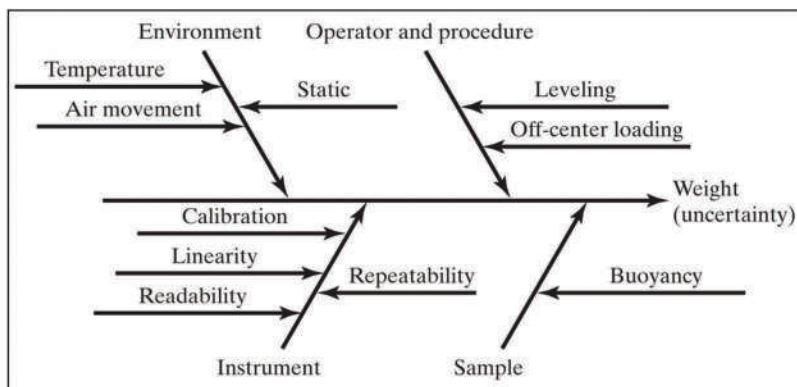 Environment
Operator and procedure
Temperature
Static
Leveling
Air movement
Off-center loading
Weight
(uncertainty)
Calibration
Linearity
Repeatability
Buoyancy
Readability
Instrument
Sample